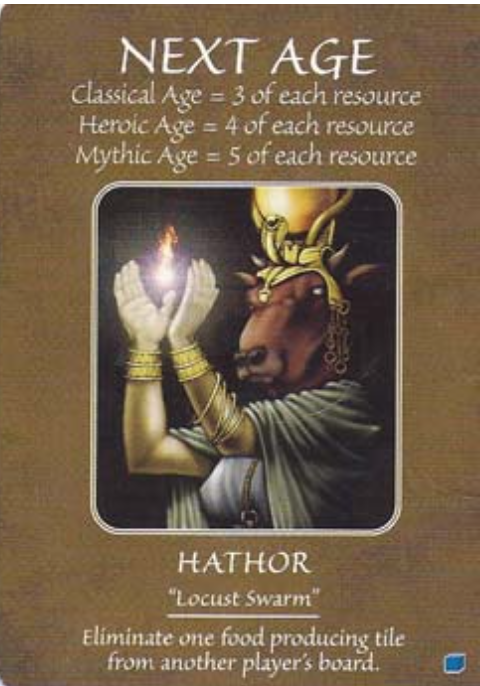 NEXT AGE
Classical Age = 3 of each resource
Heroic Age = 4 of each resource
Mythic Age = 5 of each resource
HATHOR
"Locust Swarm"
Eliminate one food producing tile
from another player's board.